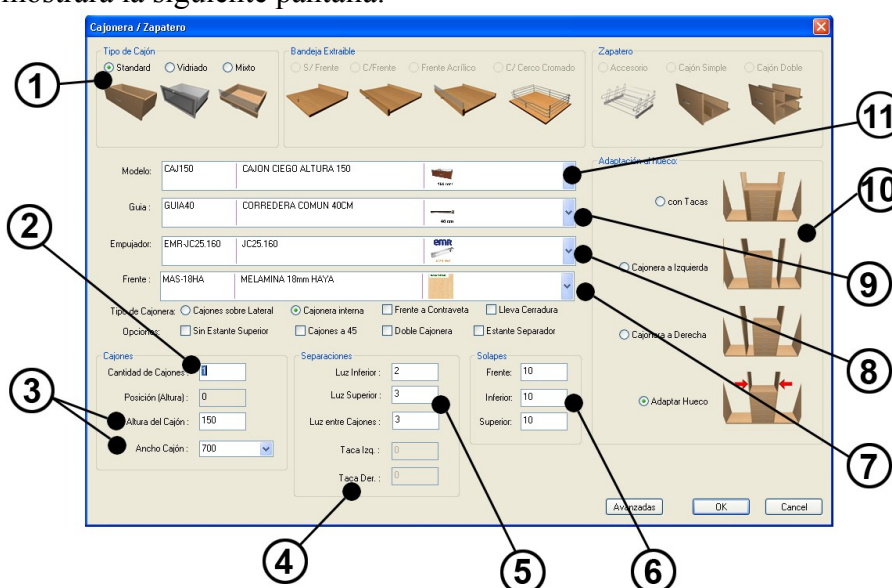 mostrará la siguiente pantalla:
Cajonera / Zapatero
Tipo de Cajón
Standard Vidriado Mixto
Bandeja Extraible
S/ Frente C/Frente Frente Acrílico C/ Cerco Cromado
Zapatero
Accesorio Cajón Simple Cajón Doble
1
11
Modelo: CAJ150 CAJON CIEGO ALTURA 150
Adaptación al hueco:
con Tacas
10
2
Guia : GUIA40 CORREDERA COMUN 40CM
40 mm
Empujador: EMR-JC25.160 JC25.160 emr
Cajonera a Izquierda
9
Frente : MAS-18HA MELAMINA 18mm HAYA
Tipo de Cajonera: Cajones sobre Lateral Cajonera interna Frente a Contraveta Lleva Cerradura
Opciones: Sin Estante Superior Cajones a 45 Doble Cajonera Estante Separador
Cajonera a Derecha
8
3
Cajones
Cantidad de Cajones : 1
Posición (Altura) : 0
Altura del Cajón : 150
Ancho Cajón : 700
Separaciones
Luz Inferior : 2
Luz Superior : 3
Luz entre Cajones : 3
Taca Izq. : 0
Taca Der. : 0
Solapes
Frente: 10
Inferior: 10
Superior: 10
Adaptar Hueco
7
Avanzadas OK Cancel
4
5
6